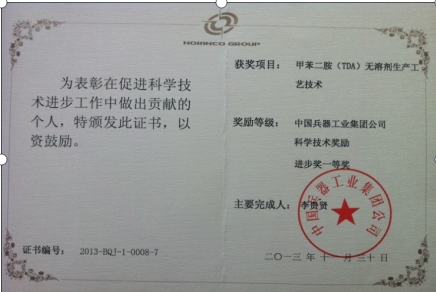 NORINCO GROUP
为表彰在促进科学技
术进步工作中做出贡献的
个人，特颁发此证书，以
资鼓励。
证书编号： 2013-BQJ-1-0008-7
获奖项目： 甲苯二胺（TDA）无溶剂生产工
艺技术
奖励等级： 中国兵器工业集团公司
科学技术奖励
进步奖一等奖
主要完成人： 李贵贤
中国兵器工业集团公司
二○一三年十一月三十日